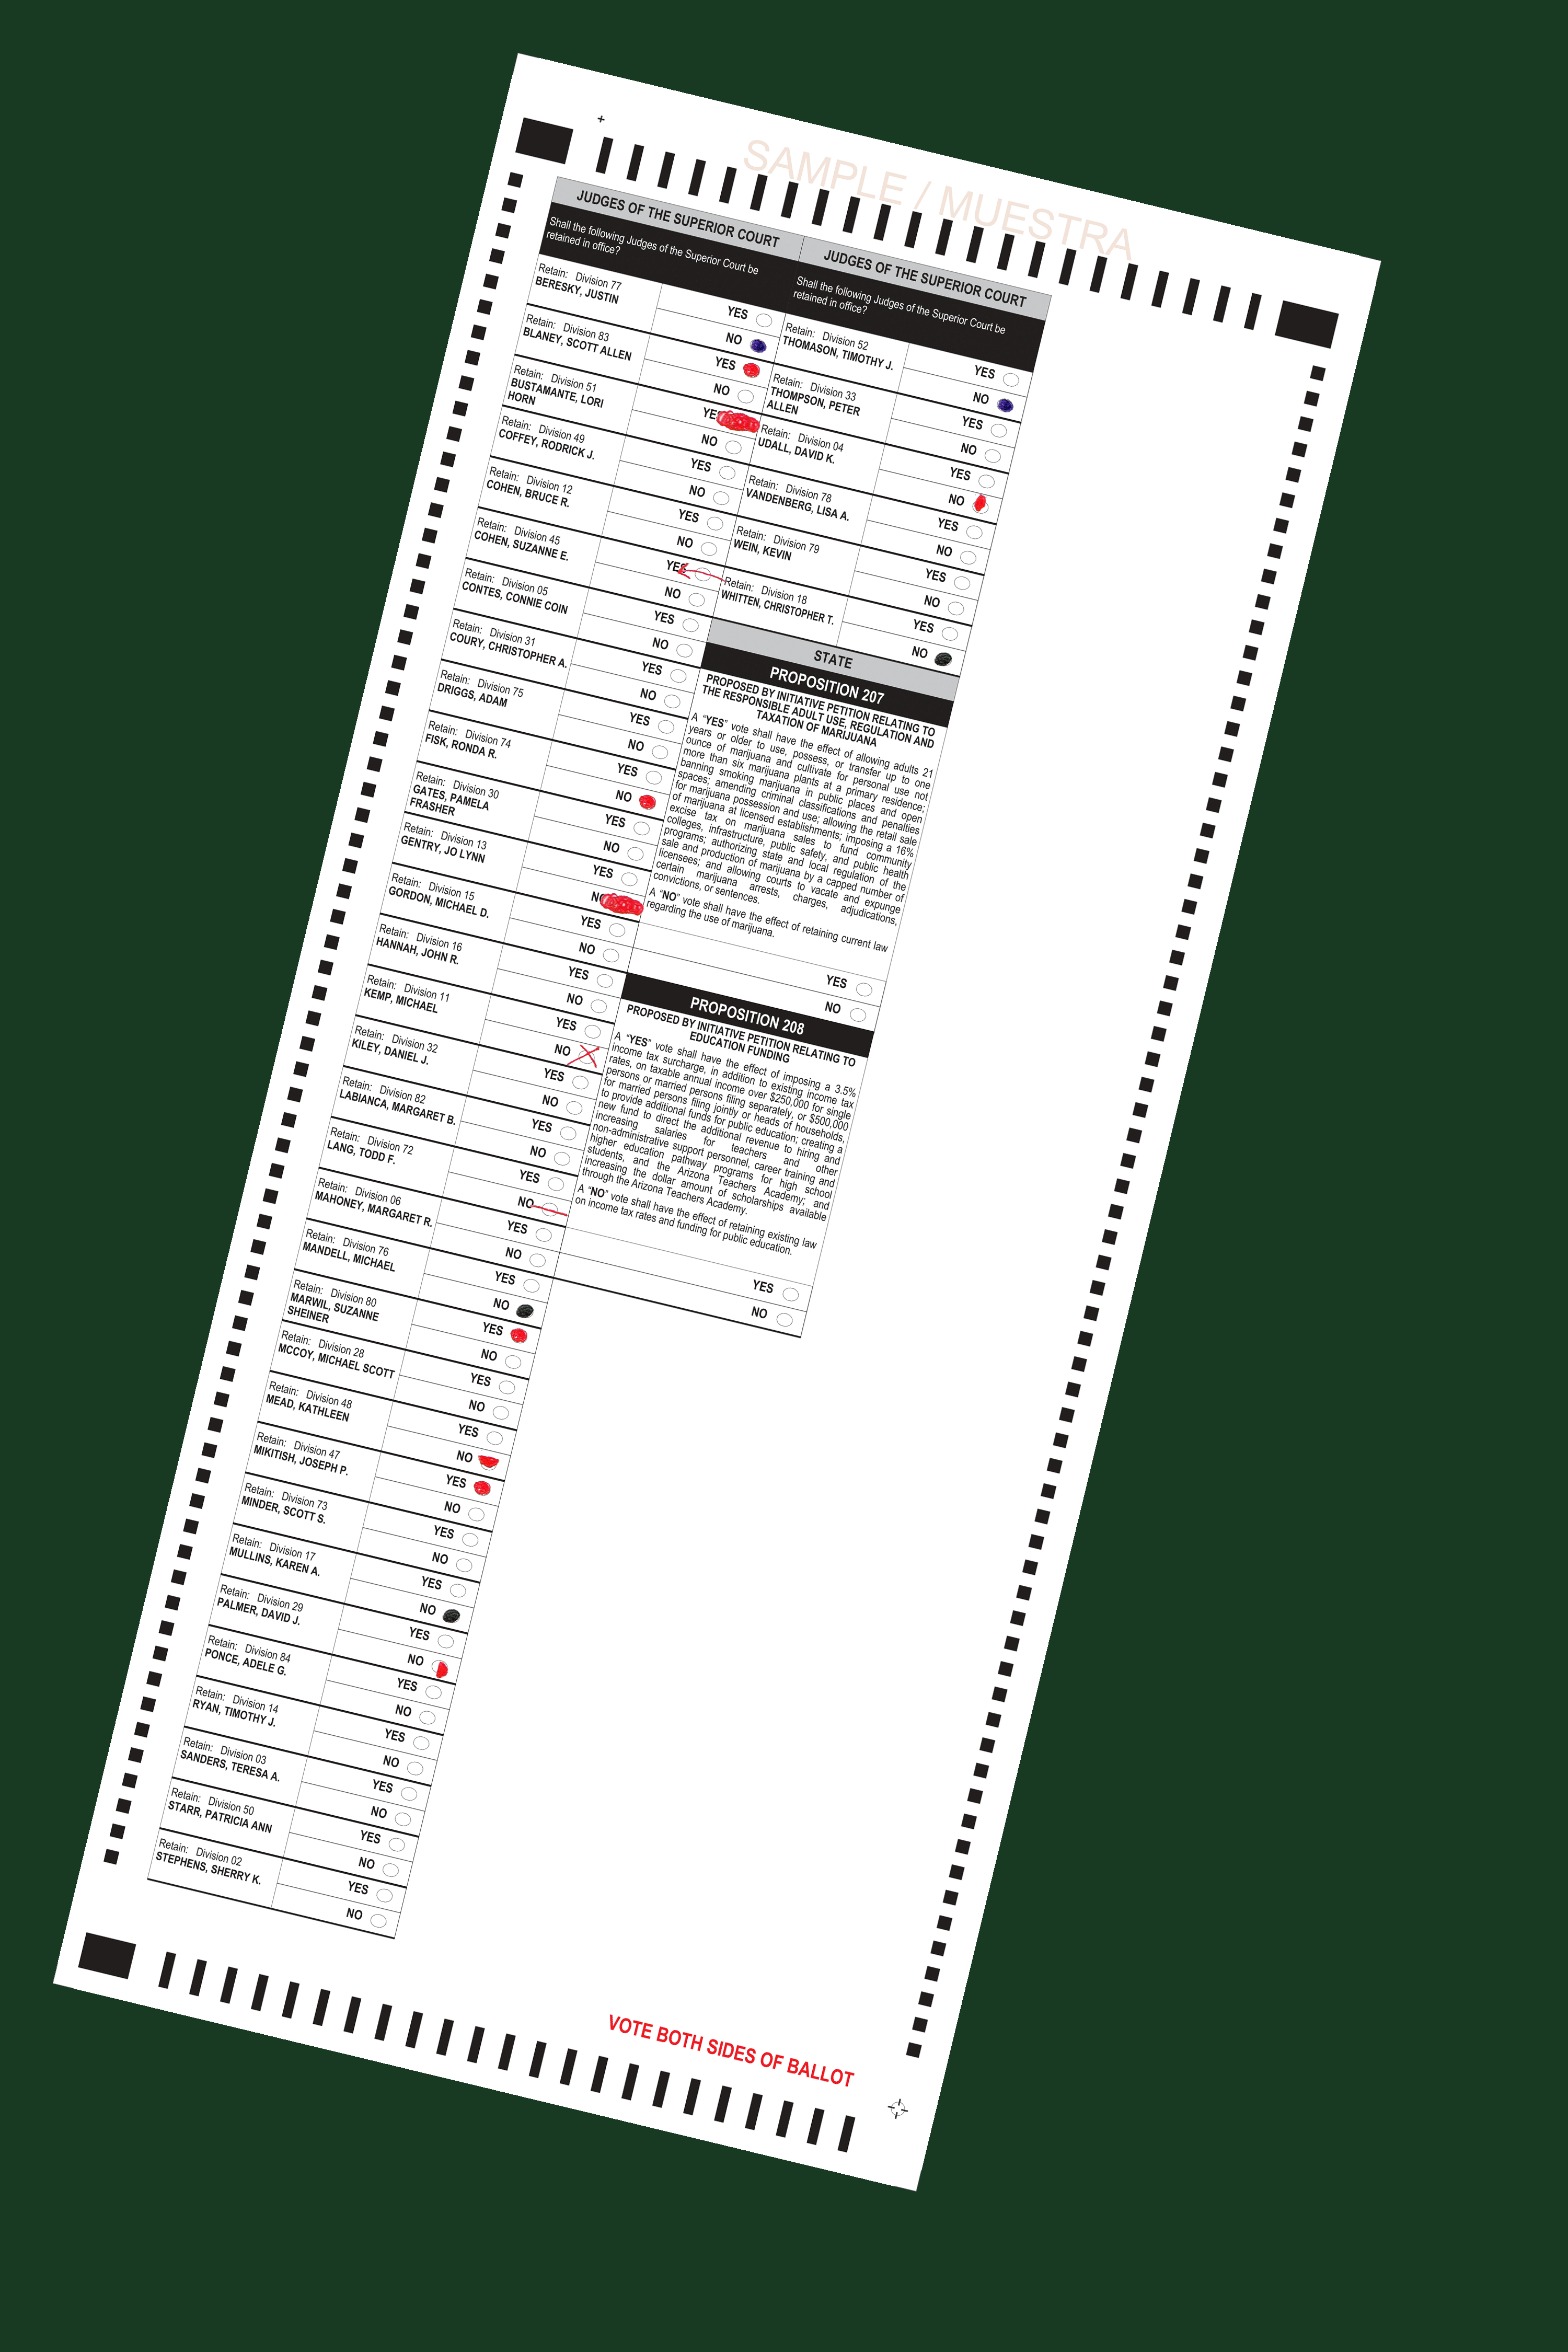 SAMPLE / MUESTRA
JUDGES OF THE SUPERIOR COURT
Shall the following Judges of the Superior Court be
retained in office?
Retain: Division 77
BERESKY, JUSTIN
YES
NO
Retain: Division 83
BLANEY, SCOTT ALLEN
YES
NO
Retain: Division 51
BUSTAMANTE, LORI
HORN
YES
NO
Retain: Division 49
COFFEY, RODRICK J.
YES
NO
Retain: Division 12
COHEN, BRUCE R.
YES
NO
Retain: Division 45
COHEN, SUZANNE E.
YES
NO
Retain: Division 05
CONTES, CONNIE COIN
YES
NO
Retain: Division 31
COURY, CHRISTOPHER A.
YES
NO
Retain: Division 75
DRIGGS, ADAM
YES
NO
Retain: Division 74
FISK, RONDA R.
YES
NO
Retain: Division 30
GATES, PAMELA
FRASHER
YES
NO
Retain: Division 13
GENTRY, JO LYNN
YES
NO
Retain: Division 15
GORDON, MICHAEL D.
YES
NO
Retain: Division 16
HANNAH, JOHN R.
YES
NO
Retain: Division 11
KEMP, MICHAEL
YES
NO
Retain: Division 32
KILEY, DANIEL J.
YES
NO
Retain: Division 82
LABIANCA, MARGARET B.
YES
NO
Retain: Division 72
LANG, TODD F.
YES
NO
Retain: Division 06
MAHONEY, MARGARET R.
YES
NO
Retain: Division 76
MANDELL, MICHAEL
YES
NO
Retain: Division 80
MARWIL, SUZANNE
SHEINER
YES
NO
Retain: Division 28
MCCOY, MICHAEL SCOTT
YES
NO
Retain: Division 48
MEAD, KATHLEEN
YES
NO
Retain: Division 47
MIKITISH, JOSEPH P.
YES
NO
Retain: Division 73
MINDER, SCOTT S.
YES
NO
Retain: Division 17
MULLINS, KAREN A.
YES
NO
Retain: Division 29
PALMER, DAVID J.
YES
NO
Retain: Division 84
PONCE, ADELE G.
YES
NO
Retain: Division 14
RYAN, TIMOTHY J.
YES
NO
Retain: Division 03
SANDERS, TERESA A.
YES
NO
Retain: Division 50
STARR, PATRICIA ANN
YES
NO
Retain: Division 02
STEPHENS, SHERRY K.
YES
NO
JUDGES OF THE SUPERIOR COURT
Shall the following Judges of the Superior Court be
retained in office?
Retain: Division 52
THOMASON, TIMOTHY J.
YES
NO
Retain: Division 33
THOMPSON, PETER
ALLEN
YES
NO
Retain: Division 04
UDALL, DAVID K.
YES
NO
Retain: Division 78
VANDENBERG, LISA A.
YES
NO
Retain: Division 79
WEIN, KEVIN
YES
NO
Retain: Division 18
WHITTEN, CHRISTOPHER T.
YES
NO
STATE
PROPOSITION 207
PROPOSED BY INITIATIVE PETITION RELATING TO
THE RESPONSIBLE ADULT USE, REGULATION AND
TAXATION OF MARIJUANA
A “YES” vote shall have the effect of allowing adults 21
years or older to use, possess, or transfer up to one
ounce of marijuana and cultivate for personal use not
more than six marijuana plants at a primary residence;
banning smoking marijuana in public places and open
spaces; amending criminal classifications and penalties
for marijuana possession and use; allowing the retail sale
of marijuana at licensed establishments; imposing a 16%
excise tax on marijuana sales to fund community
colleges, infrastructure, public safety, and public health
programs; authorizing state and local regulation of the
sale and production of marijuana by a capped number of
licensees; and allowing courts to vacate and expunge
certain marijuana arrests, charges, adjudications,
convictions, or sentences.
A “NO” vote shall have the effect of retaining current law
regarding the use of marijuana.
YES
NO
PROPOSITION 208
PROPOSED BY INITIATIVE PETITION RELATING TO
EDUCATION FUNDING
A “YES” vote shall have the effect of imposing a 3.5%
income tax surcharge, in addition to existing income tax
rates, on taxable annual income over $250,000 for single
persons or married persons filing separately, or $500,000
for married persons filing jointly or heads of households,
to provide additional funds for public education; creating a
new fund to direct the additional revenue to hiring and
increasing salaries for teachers and other
non-administrative support personnel, career training and
higher education pathway programs for high school
students, and the Arizona Teachers Academy; and
increasing the dollar amount of scholarships available
through the Arizona Teachers Academy.
A “NO” vote shall have the effect of retaining existing law
on income tax rates and funding for public education.
YES
NO
VOTE BOTH SIDES OF BALLOT